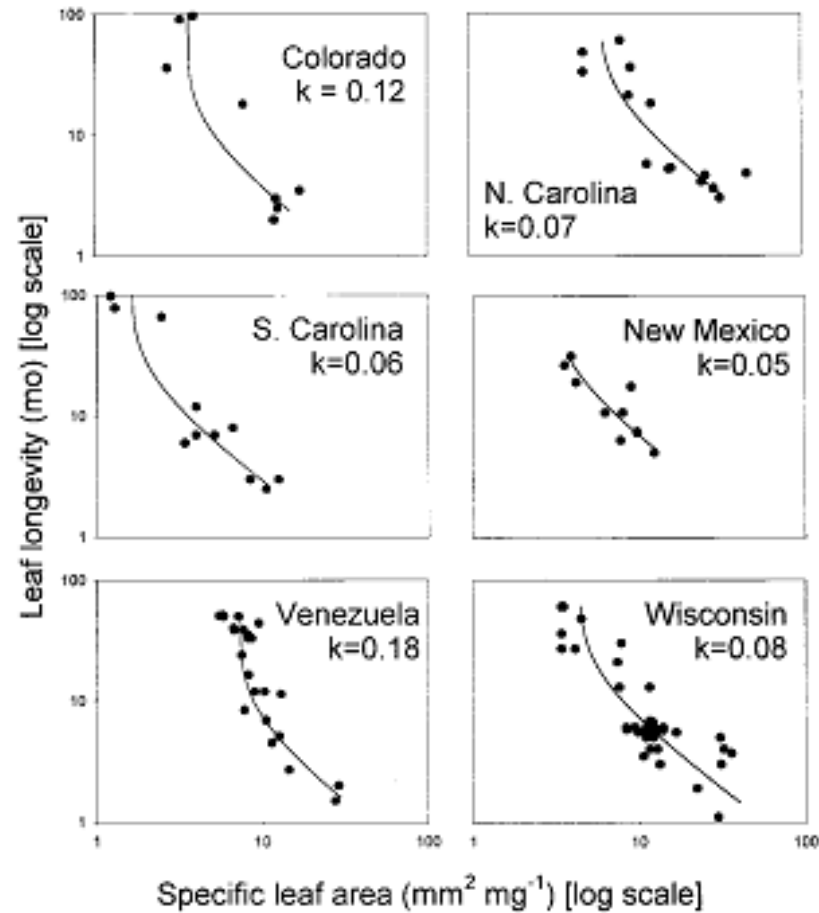 100
10
1
Colorado
k = 0.12
N. Carolina
k=0.07
100
10
1
S. Carolina
k=0.06
New Mexico
k=0.05
100
10
1
Venezuela
k=0.18
Wisconsin
k=0.08
1
10
100
1
10
100
Leaf longevity (mo) [log scale]
Specific leaf area (mm² mg⁻¹) [log scale]